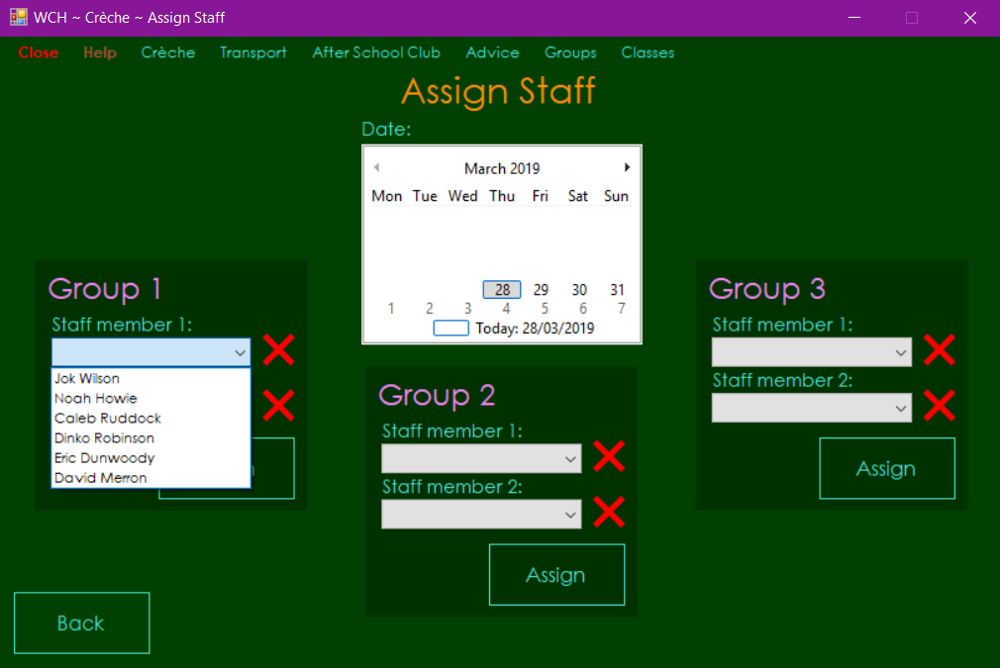 WCH ~ Crèche ~ Assign Staff
Close Help Crèche Transport After School Club Advice Groups Classes
Assign Staff
Date:
March 2019
Mon Tue Wed Thu Fri Sat Sun
28 29 30 31
1 2 3 4 5 6 7
Today: 28/03/2019
Group 1
Staff member 1:
Jok Wilson
Noah Howie
Caleb Ruddock
Dinko Robinson
Eric Dunwoody
David Merron
Group 2
Staff member 1:
Staff member 2:
Assign
Group 3
Staff member 1:
Staff member 2:
Assign
Back